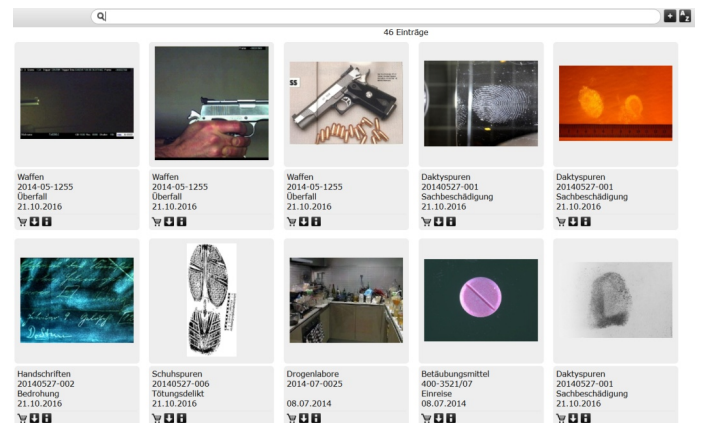 46 Einträge
Waffen
2014-05-1255
Überfall
21.10.2016
Waffen
2014-05-1255
Überfall
21.10.2016
Waffen
2014-05-1255
Überfall
21.10.2016
Daktyspuren
20140527-001
Sachbeschädigung
21.10.2016
Daktyspuren
20140527-001
Sachbeschädigung
21.10.2016
Handschriften
20140527-002
Bedrohung
21.10.2016
Schuhspuren
20140527-006
Tötungsdelikt
21.10.2016
Drogenlabore
2014-07-0025
08.07.2014
Betäubungsmittel
400-3521/07
Einreise
08.07.2014
Daktyspuren
20140527-001
Sachbeschädigung
21.10.2016